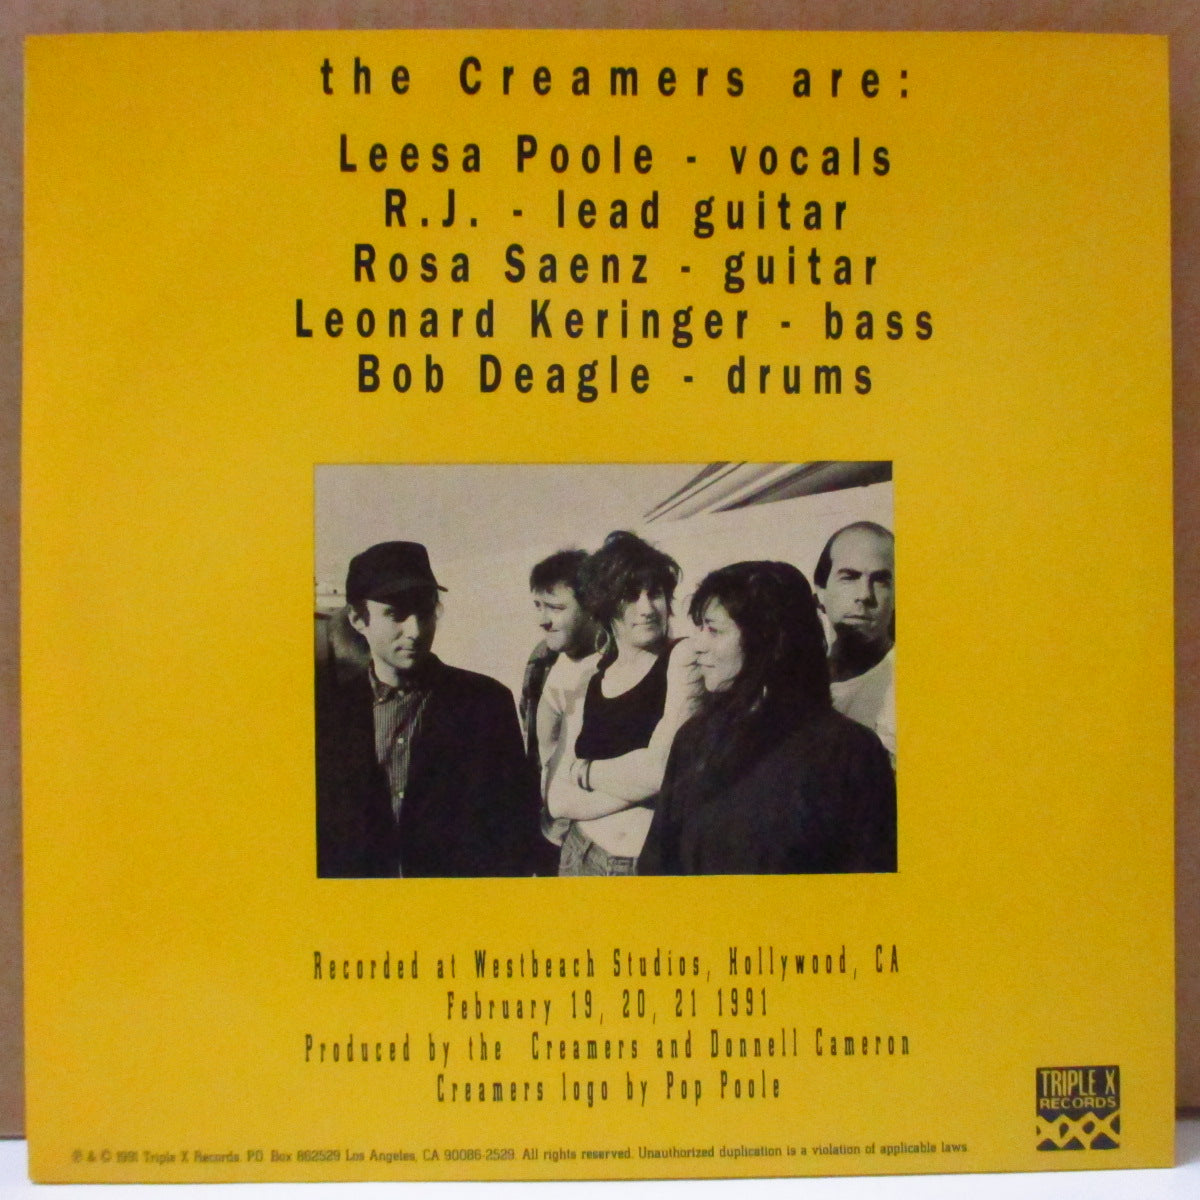 the Creamers are:
Leesa Poole - vocals
R.J. - lead guitar
Rosa Saenz - guitar
Leonard Keringer - bass
Bob Deagle - drums
Recorded at Westbeach Studios, Hollywood, CA
February 19, 20, 21 1991
Produced by the Creamers and Donnell Cameron
Creamers logo by Pop Poole
TRIPLE X
RECORDS
XXX
℗ & © 1991 Triple X Records. PO Box 862529 Los Angeles, CA 90086-2529. All rights reserved. Unauthorized duplication is a violation of applicable laws.